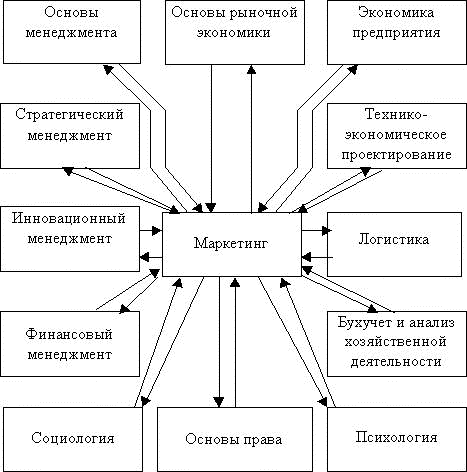 Основы
менеджмента
Основы рыночной
экономики
Экономика
предприятия
Стратегический
менеджмент
Технико-
экономическое
проектирование
Инновационный
менеджмент
Маркетинг
Логистика
Финансовый
менеджмент
Бухучет и анализ
хозяйственной
деятельности
Социология
Основы права
Психология